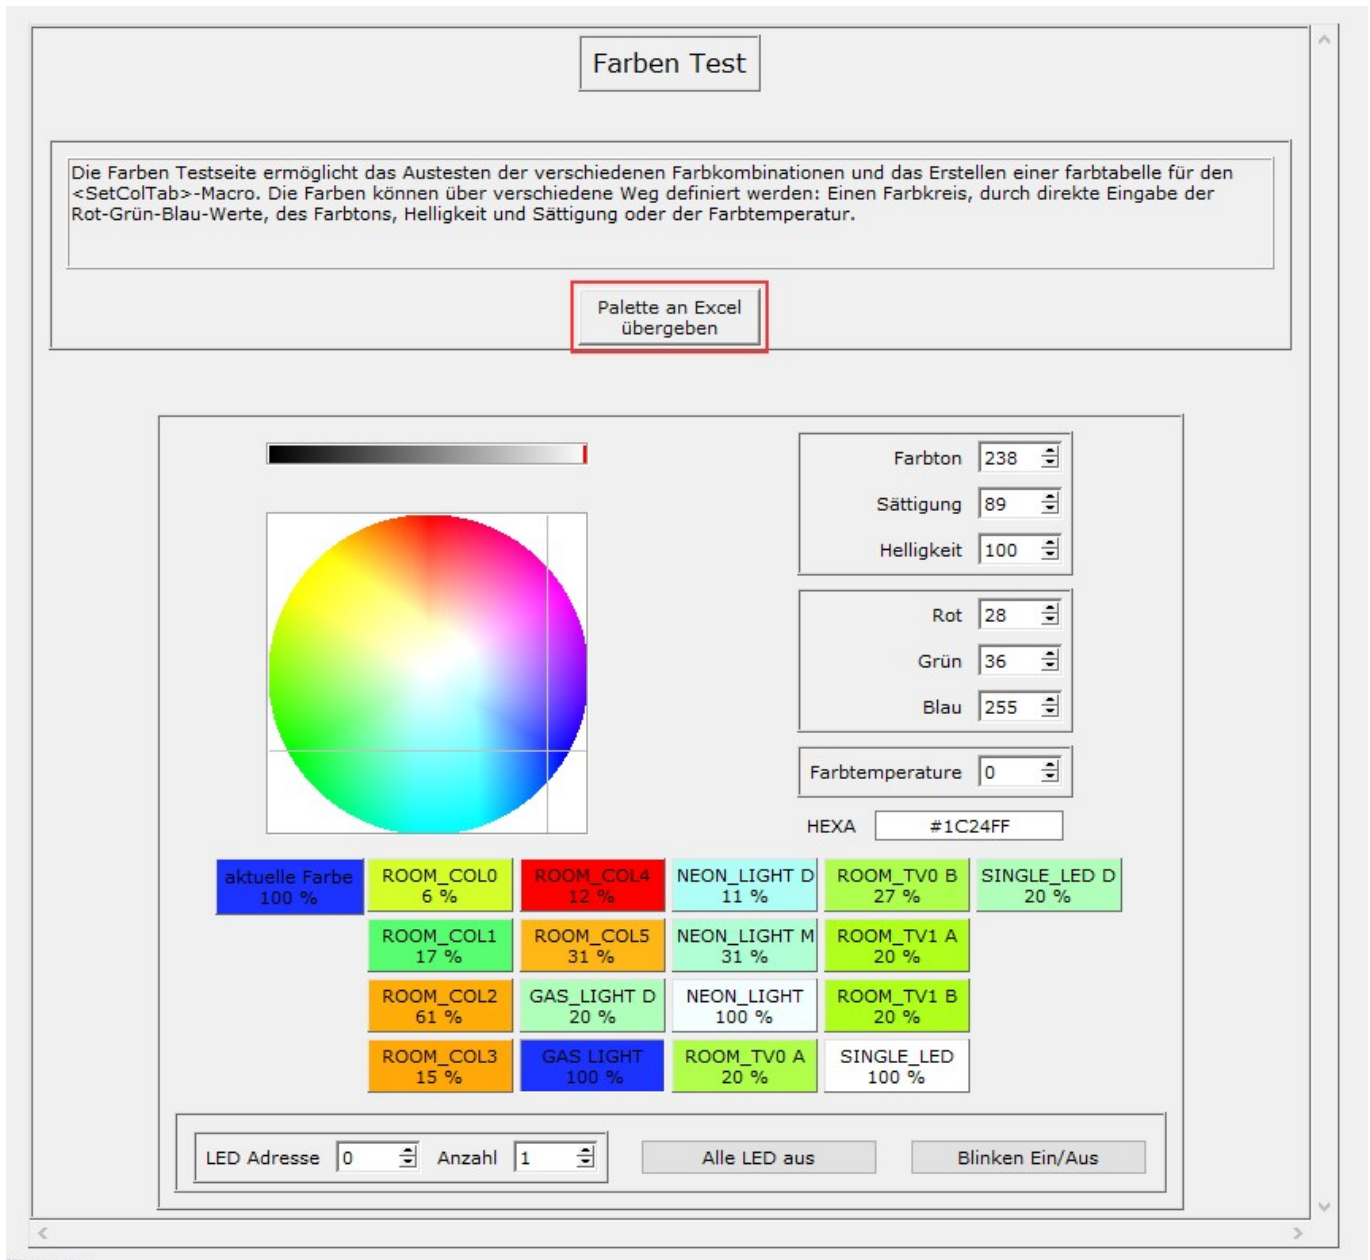 Farben Test
Die Farben Testseite ermöglicht das Austesten der verschiedenen Farbkombinationen und das Erstellen einer farbtabelle für den
<SetColTab>-Macro. Die Farben können über verschiedene Weg definiert werden: Einen Farbkreis, durch direkte Eingabe der
Rot-Grün-Blau-Werte, des Farbtons, Helligkeit und Sättigung oder der Farbtemperatur.
Palette an Excel
übergeben
Farbton 238
Sättigung 89
Helligkeit 100
Rot 28
Grün 36
Blau 255
Farbtemperature 0
HEXA #1C24FF
aktuelle Farbe ROOM_COL0 ROOM_COL4 NEON_LIGHT D ROOM_TV0 B SINGLE_LED D
100 % 6 % 12 % 11 % 27 % 20 %
ROOM_COL1 ROOM_COL5 NEON_LIGHT M ROOM_TV1 A
17 % 31 % 31 % 20 %
ROOM_COL2 GAS_LIGHT D NEON_LIGHT ROOM_TV1 B
61 % 20 % 100 % 20 %
ROOM_COL3 GAS LIGHT ROOM_TV0 A SINGLE_LED
15 % 100 % 20 % 100 %
LED Adresse 0 Anzahl 1 Alle LED aus Blinken Ein/Aus